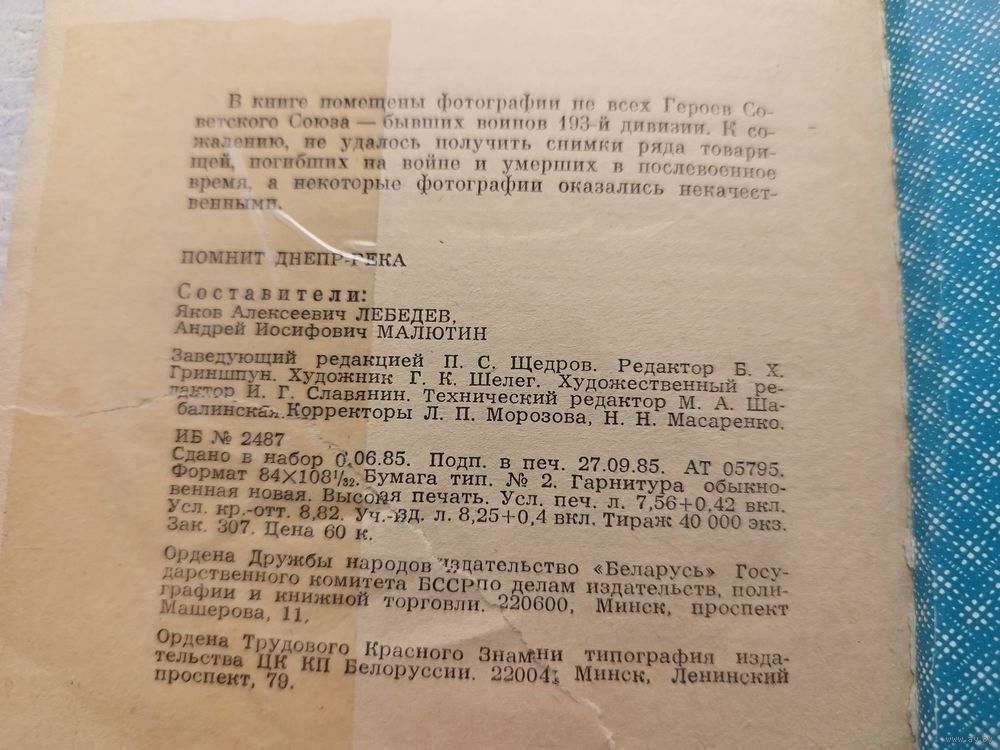 В книге помещены фотографии не всех Героев Со-
ветского Союза — бывших воинов 193-й дивизии. К со-
жалению, не удалось получить снимки ряда товари-
щей, погибших на войне и умерших в послевоенное
время, а некоторые фотографии оказались некачест-
венными.
ПОМНИТ ДНЕПР-РЕКА
Составители:
Яков Алексеевич ЛЕБЕДЕВ,
Андрей Иосифович МАЛЮТИН
Заведующий редакцией П. С. Щедров. Редактор Б. Х.
Гриншпун. Художник Г. К. Шелег. Художественный ре-
дактор И. Г. Славянин. Технический редактор М. А. Ша-
балинская. Корректоры Л. П. Морозова, Н. Н. Масаренко.
ИБ № 2487
Сдано в набор 06.85. Подп. в печ. 27.09.85. АТ 05795.
Формат 84×108¹/₃₂. Бумага тип. № 2. Гарнитура обыкно-
венная новая. Высокая печать. Усл. печ. л. 7,56+0,42 вкл.
Усл. кр.-отт. 8,82. Уч.-изд. л. 8,25+0,4 вкл. Тираж 40 000 экз.
Зак. 307. Цена 60 к.
Ордена Дружбы народов издательство «Беларусь» Госу-
дарственного комитета БССР по делам издательств, поли-
графии и книжной торговли. 220600, Минск, проспект
Машерова, 11.
Ордена Трудового Красного Знамени типография изда-
тельства ЦК КП Белоруссии. 220041, Минск, Ленинский
проспект, 79.
www.ay.by